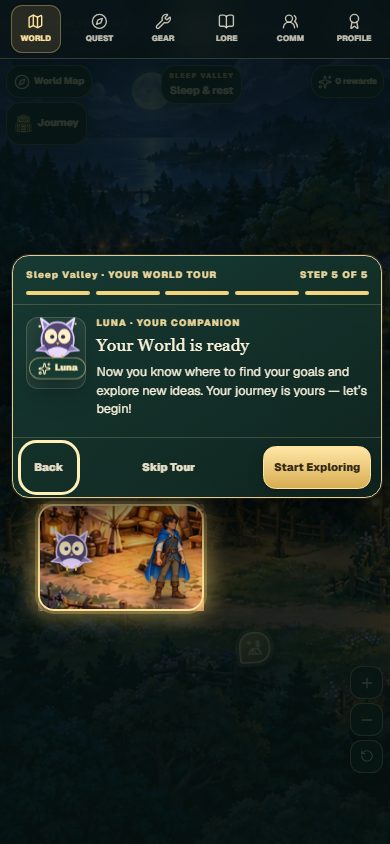 WORLD
QUEST
GEAR
LORE
COMM
PROFILE
World Map
SLEEP VALLEY
Sleep & rest
0 rewards
Journey
Sleep Valley · YOUR WORLD TOUR
STEP 5 OF 5
LUNA · YOUR COMPANION
Your World is ready
Luna
Now you know where to find your goals and
explore new ideas. Your journey is yours — let's
begin!
Back
Skip Tour
Start Exploring